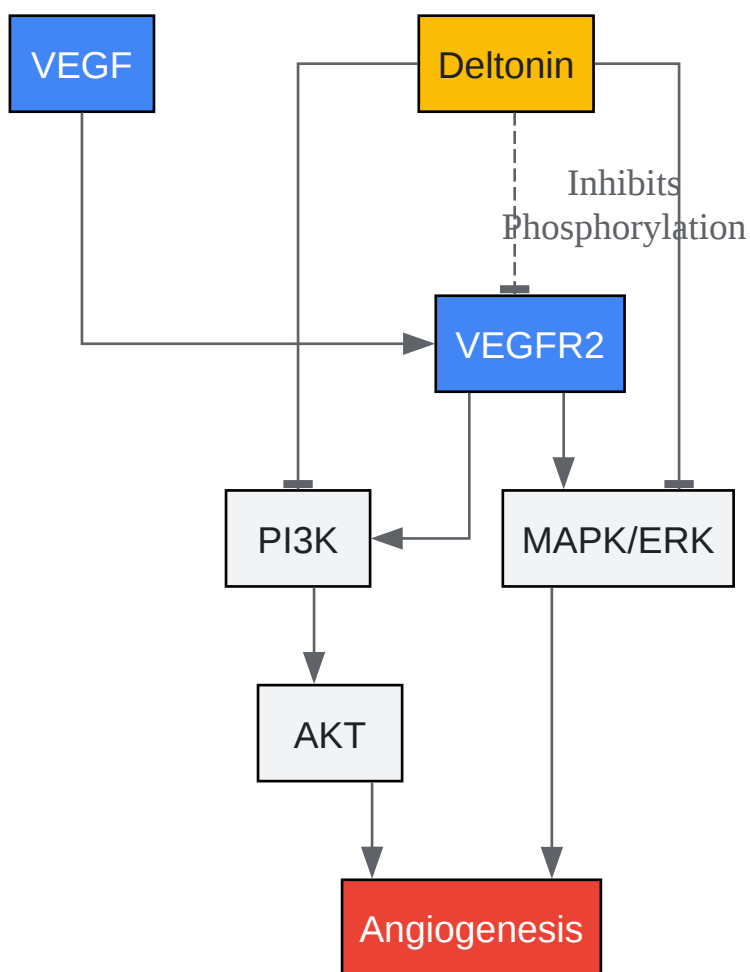 VEGF
Deltonin
Inhibits
Phosphorylation
VEGFR2
PI3K
MAPK/ERK
AKT
Angiogenesis